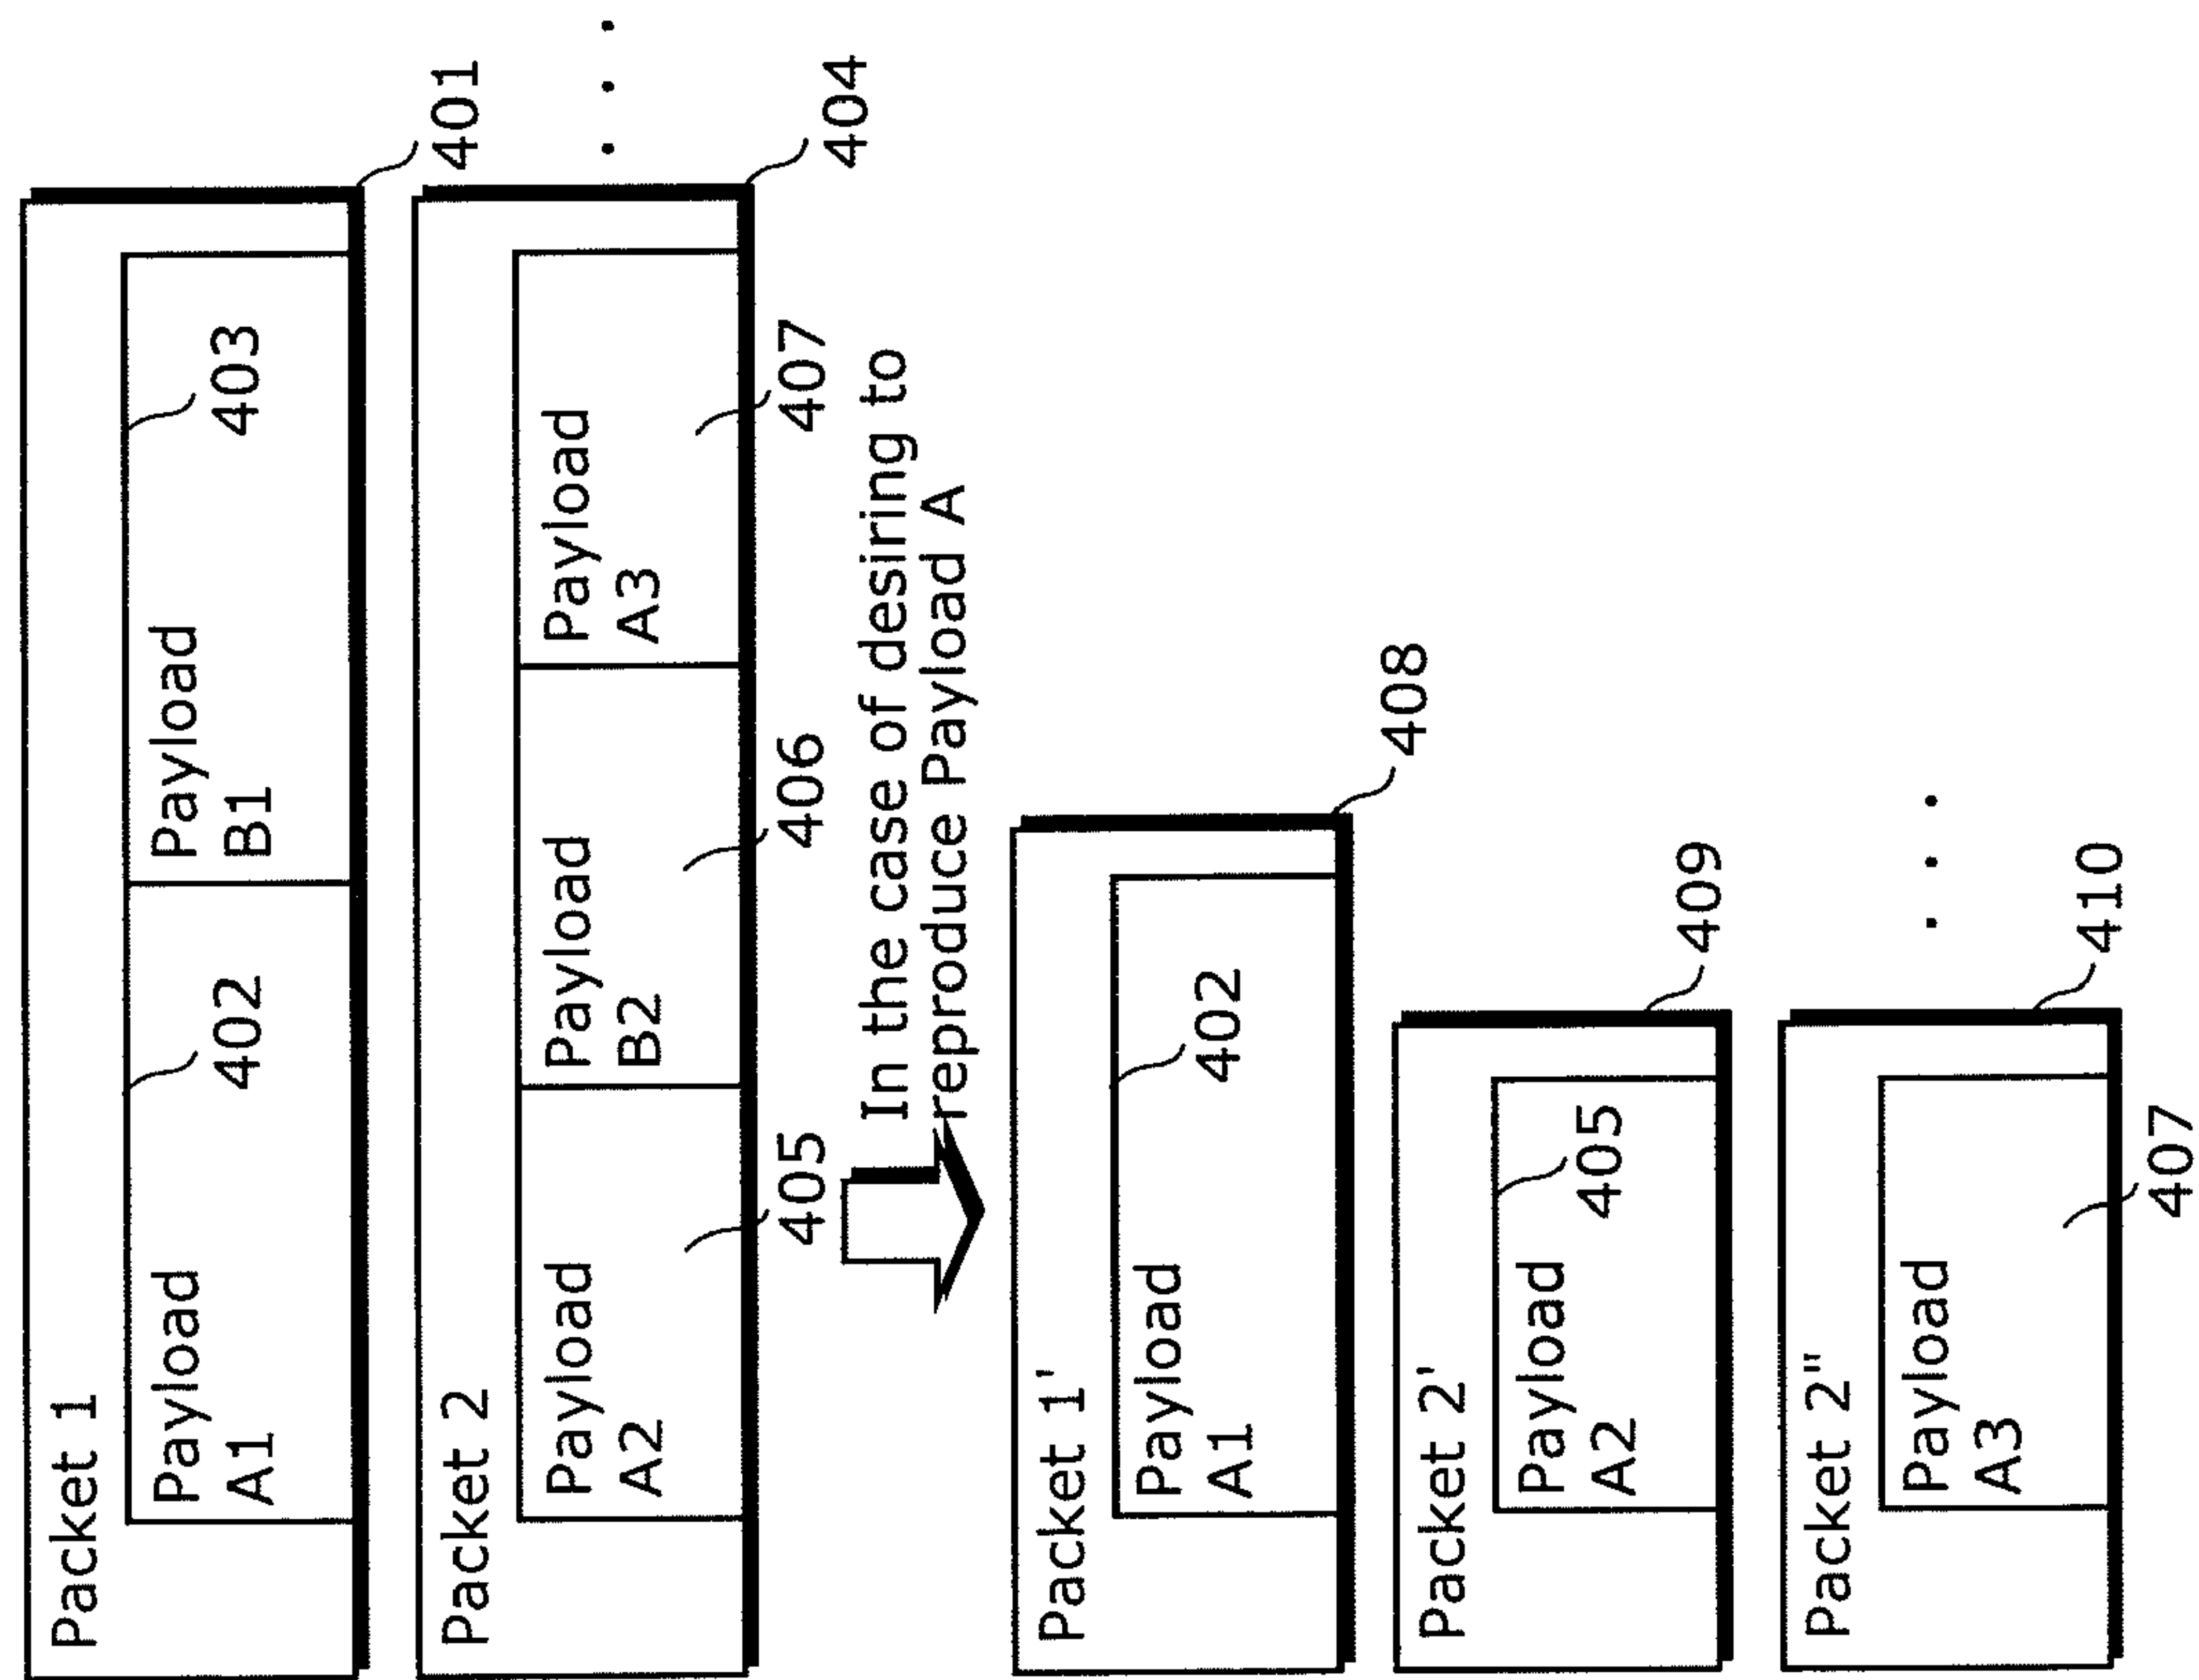 Packet 1
Payload
A1
402
Payload
B1
403
401
Packet 2
Payload
A2
Payload
B2
Payload
A3
405
406
407
404
. . .
In the case of desiring to
reproduce Payload A
Packet 1'
Payload
A1
402
408
Packet 2'
Payload
A2
405
409
. . .
Packet 2"
Payload
A3
407
410